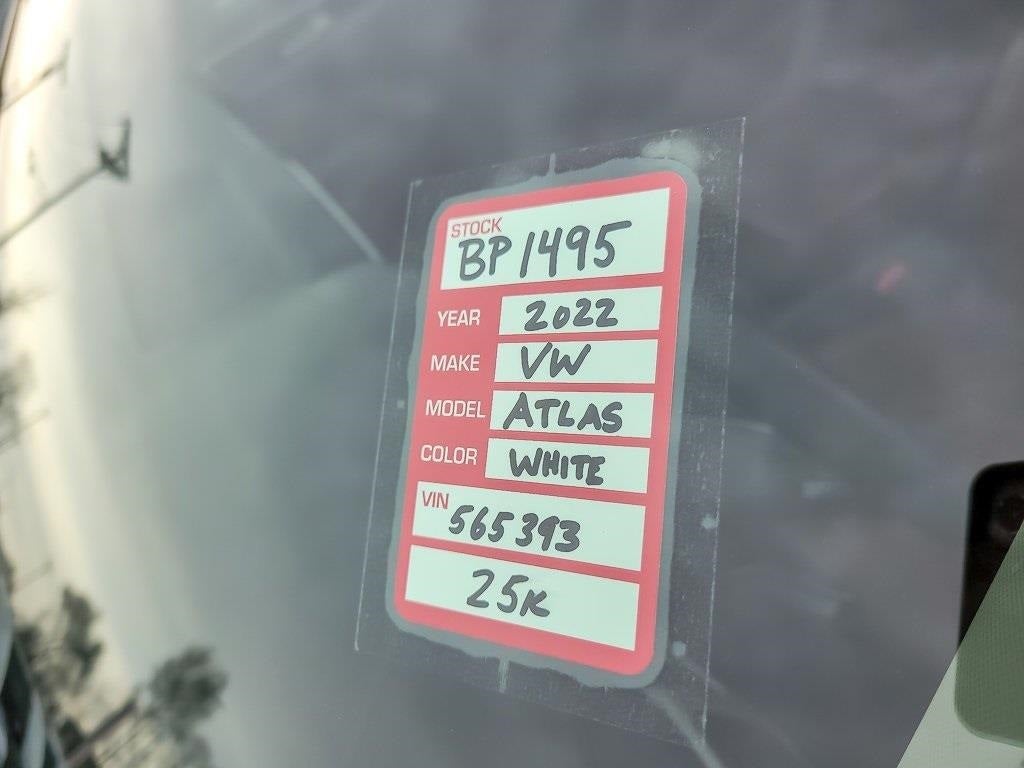 STOCK
BP1495
YEAR 2022
MAKE VW
MODEL ATLAS
COLOR WHITE
VIN 565393
25K